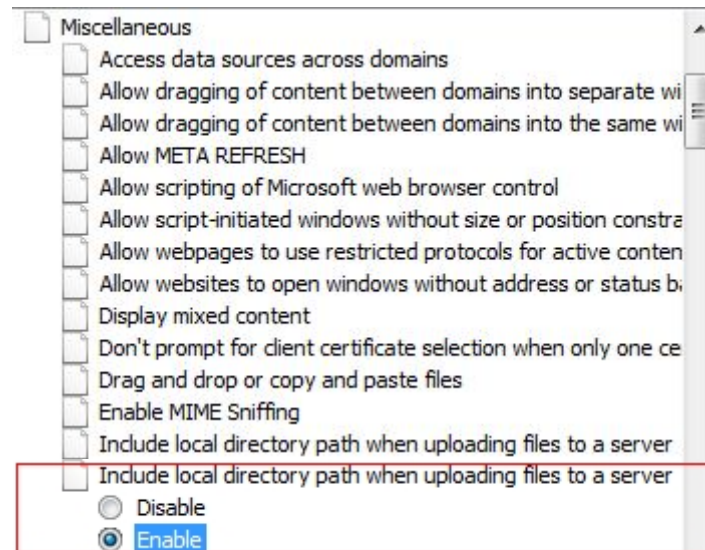 Miscellaneous
Access data sources across domains
Allow dragging of content between domains into separate wi
Allow dragging of content between domains into the same wi
Allow META REFRESH
Allow scripting of Microsoft web browser control
Allow script-initiated windows without size or position constra
Allow webpages to use restricted protocols for active conten
Allow websites to open windows without address or status ba
Display mixed content
Don't prompt for client certificate selection when only one ce
Drag and drop or copy and paste files
Enable MIME Sniffing
Include local directory path when uploading files to a server
Include local directory path when uploading files to a server
Disable
Enable